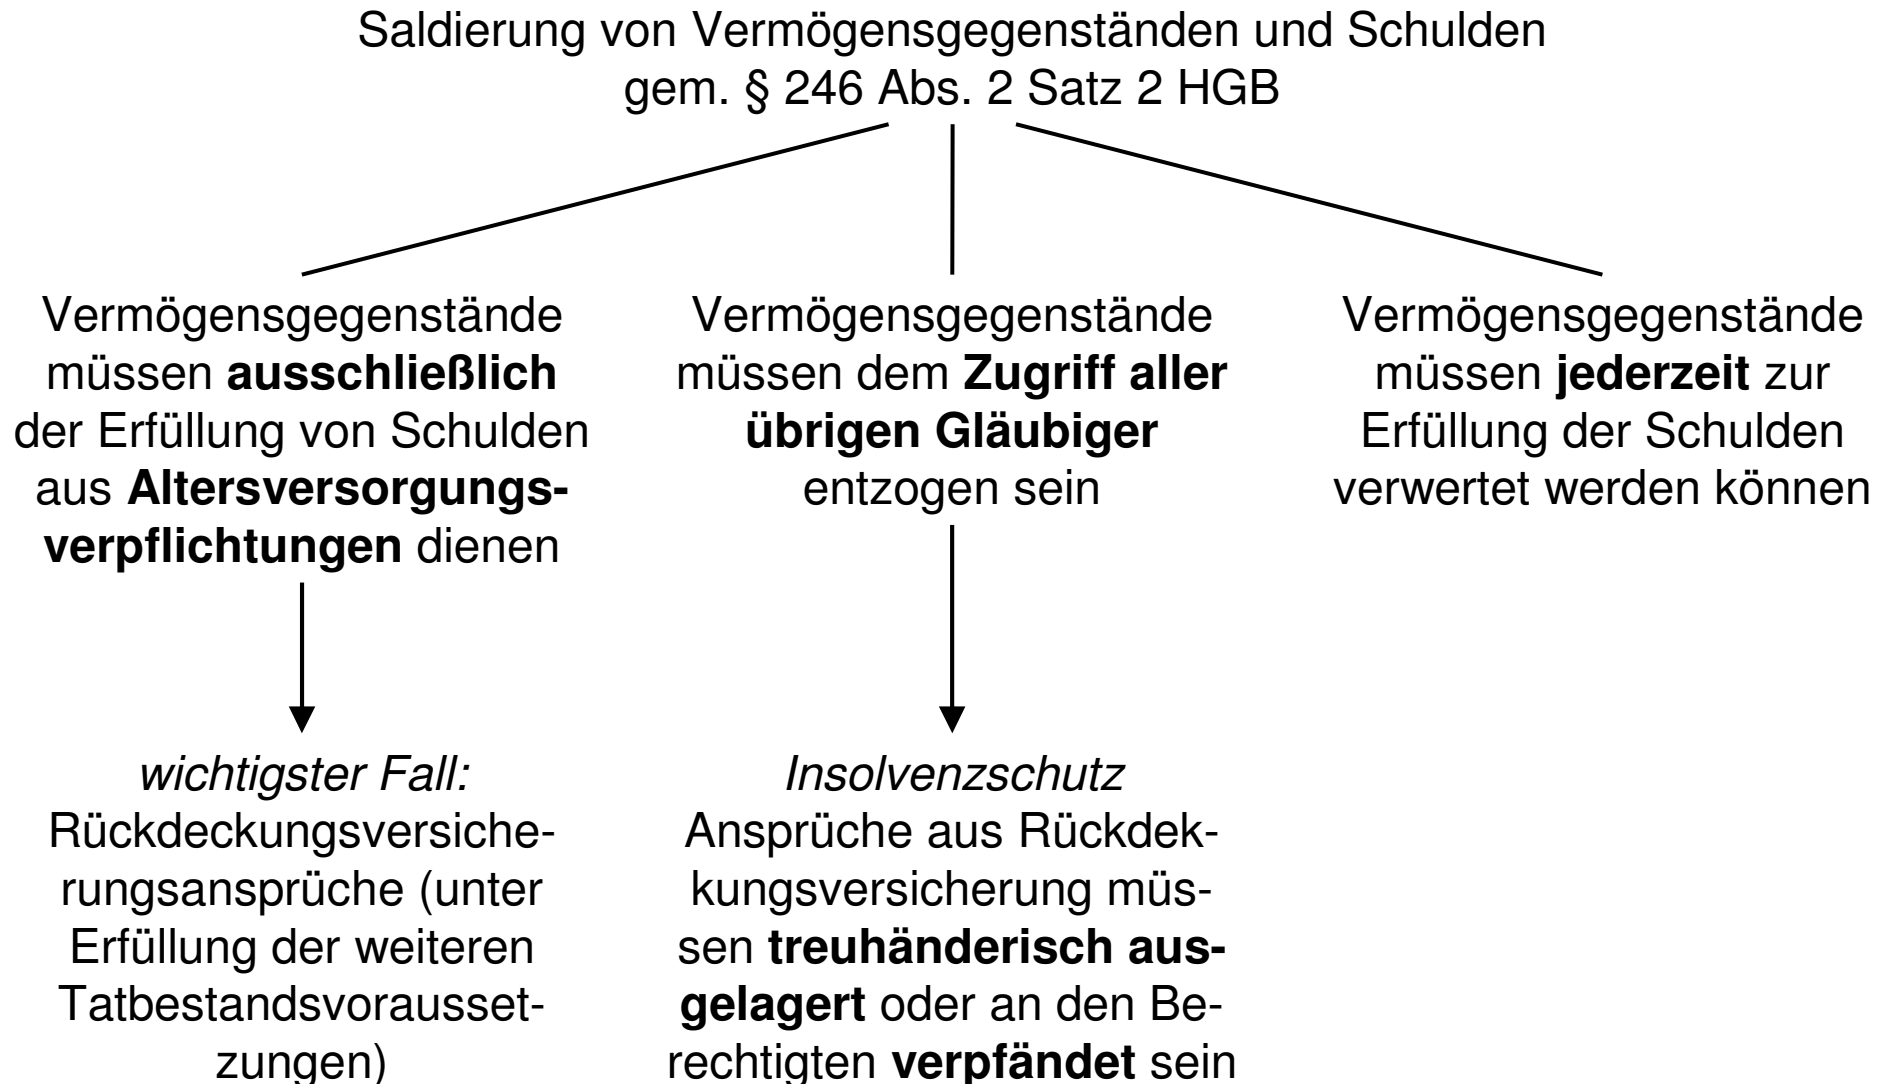 Saldierung von Vermögensgegenständen und Schulden
gem. § 246 Abs. 2 Satz 2 HGB
Vermögensgegenstände
müssen ausschließlich
der Erfüllung von Schulden
aus Altersversorgungs-
verpflichtungen dienen
Vermögensgegenstände
müssen dem Zugriff aller
übrigen Gläubiger
entzogen sein
Vermögensgegenstände
müssen jederzeit zur
Erfüllung der Schulden
verwertet werden können
wichtigster Fall:
Rückdeckungsversiche-
rungsansprüche (unter
Erfüllung der weiteren
Tatbestandsvorausset-
zungen)
Insolvenzschutz
Ansprüche aus Rückdek-
kungsversicherung müs-
sen treuhänderisch aus-
gelagert oder an den Be-
rechtigten verpfändet sein